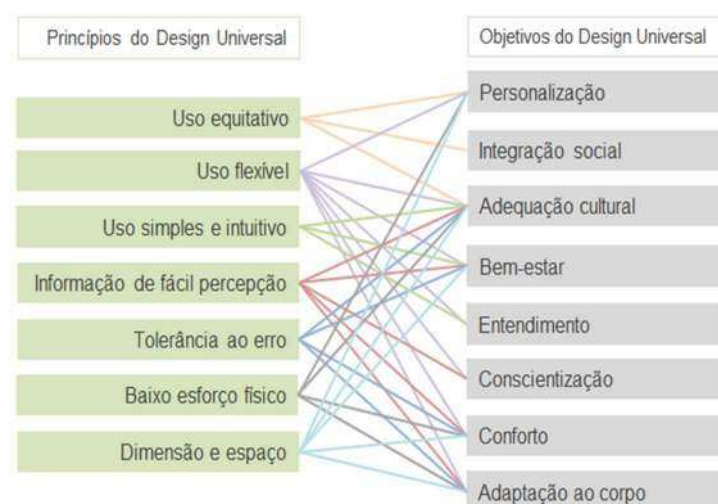 Princípios do Design Universal
Uso equitativo
Uso flexível
Uso simples e intuitivo
Informação de fácil percepção
Tolerância ao erro
Baixo esforço físico
Dimensão e espaço
Objetivos do Design Universal
Personalização
Integração social
Adequação cultural
Bem-estar
Entendimento
Conscientização
Conforto
Adaptação ao corpo